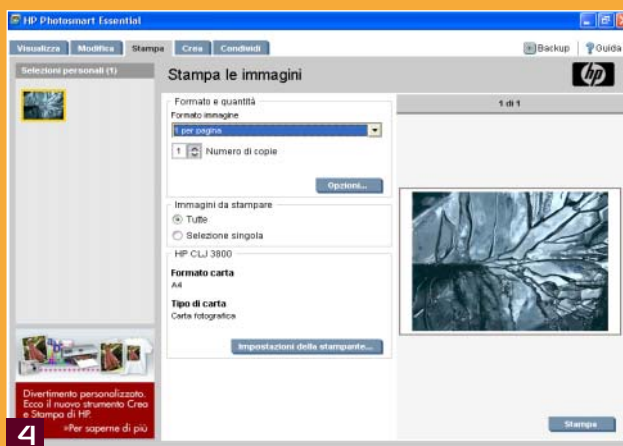 HP Photosmart Essential
Visualizza Modifica Stampa Crea Condividi Backup Guida
Selezioni personali (1)
Stampa le immagini
hp
Formato e quantità
Formato immagine
1 per pagina
1 Numero di copie
Opzioni...
Immagini da stampare
Tutte
Selezione singola
HP CLJ 3800
Formato carta
A4
Tipo di carta
Carta fotografica
Impostazioni della stampante...
1 di 1
Stampa
Divertimento personalizzato.
Ecco il nuovo strumento Crea
e Stampa di HP.
»Per saperne di più
4